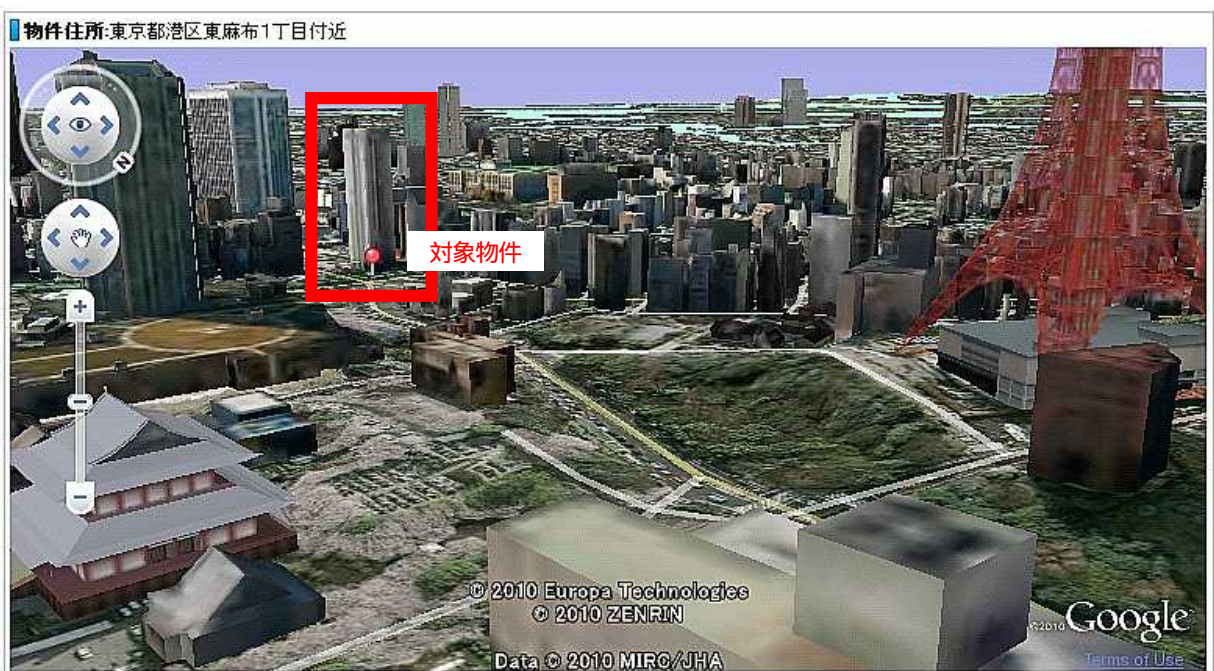 物件住所:東京都港区東麻布1丁目付近
N
対象物件
© 2010 Europa Technologies
© 2010 ZENRIN
Data © 2010 MIRC/JHA
©2010 Google
Terms of Use